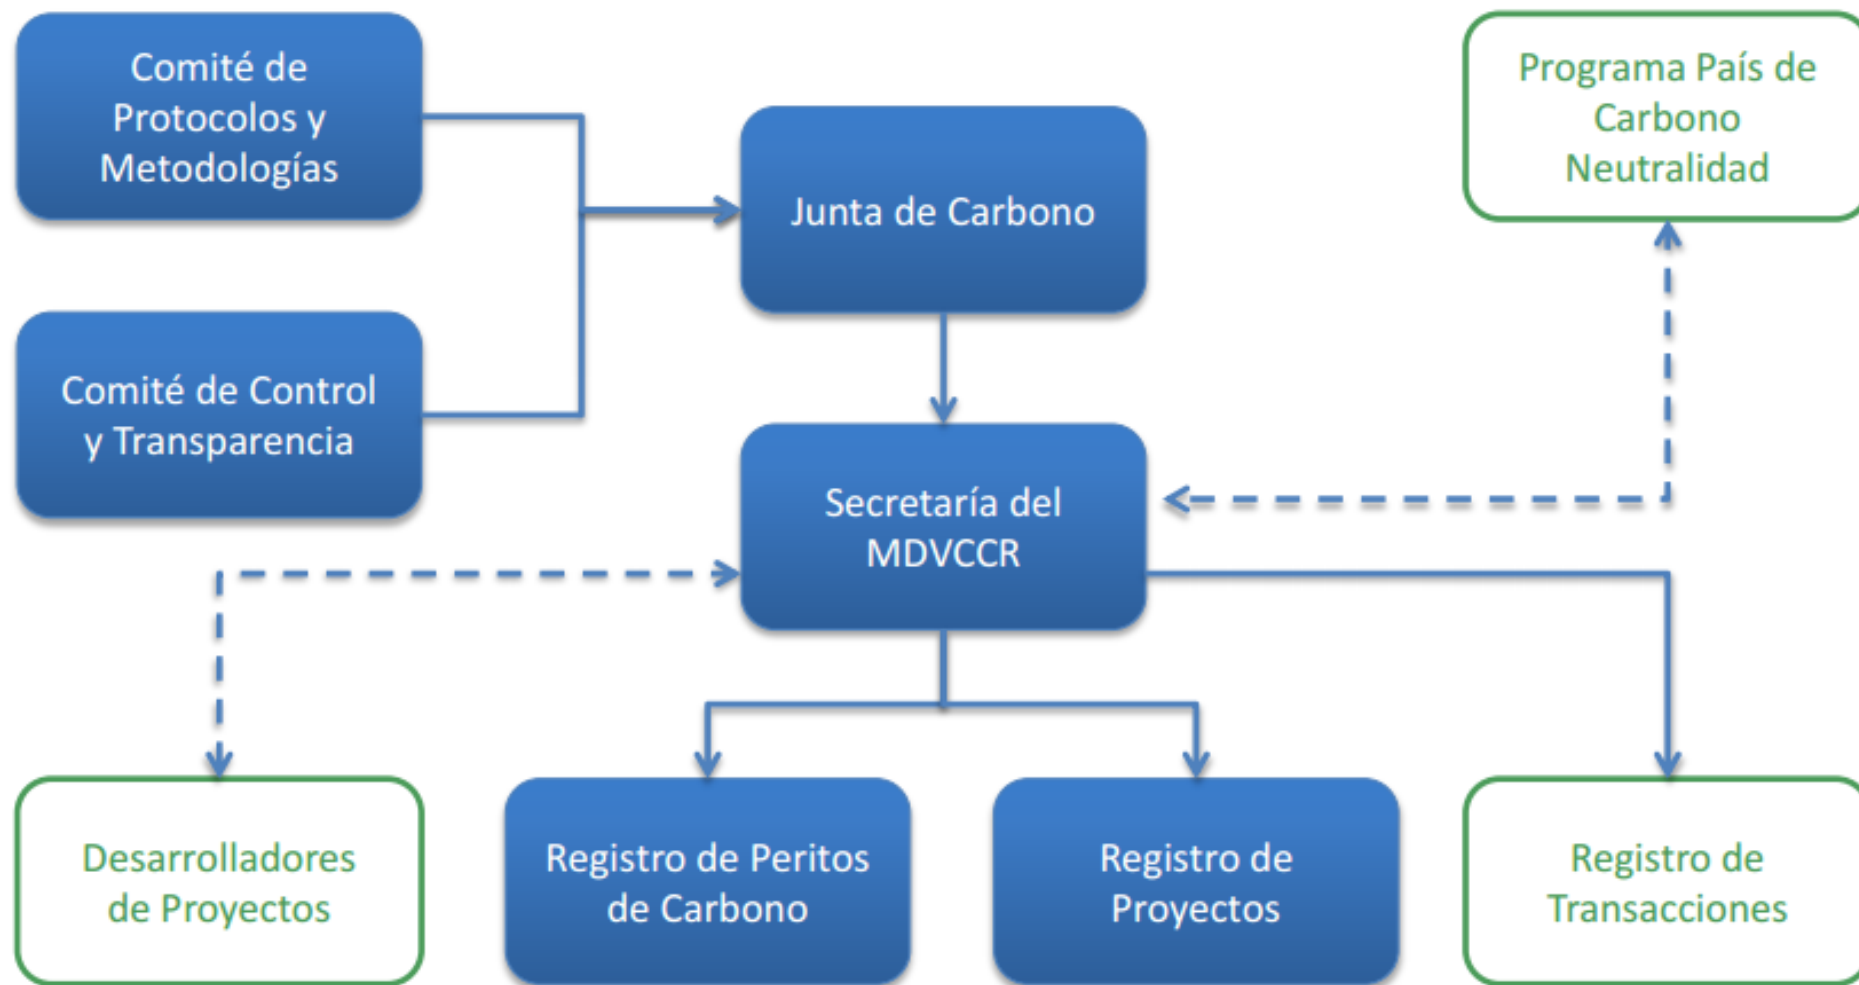 Comité de
Protocolos y
Metodologías
Programa País de
Carbono
Neutralidad
Junta de Carbono
Comité de Control
y Transparencia
Secretaría del
MDVCCR
Desarrolladores
de Proyectos
Registro de Peritos
de Carbono
Registro de
Proyectos
Registro de
Transacciones